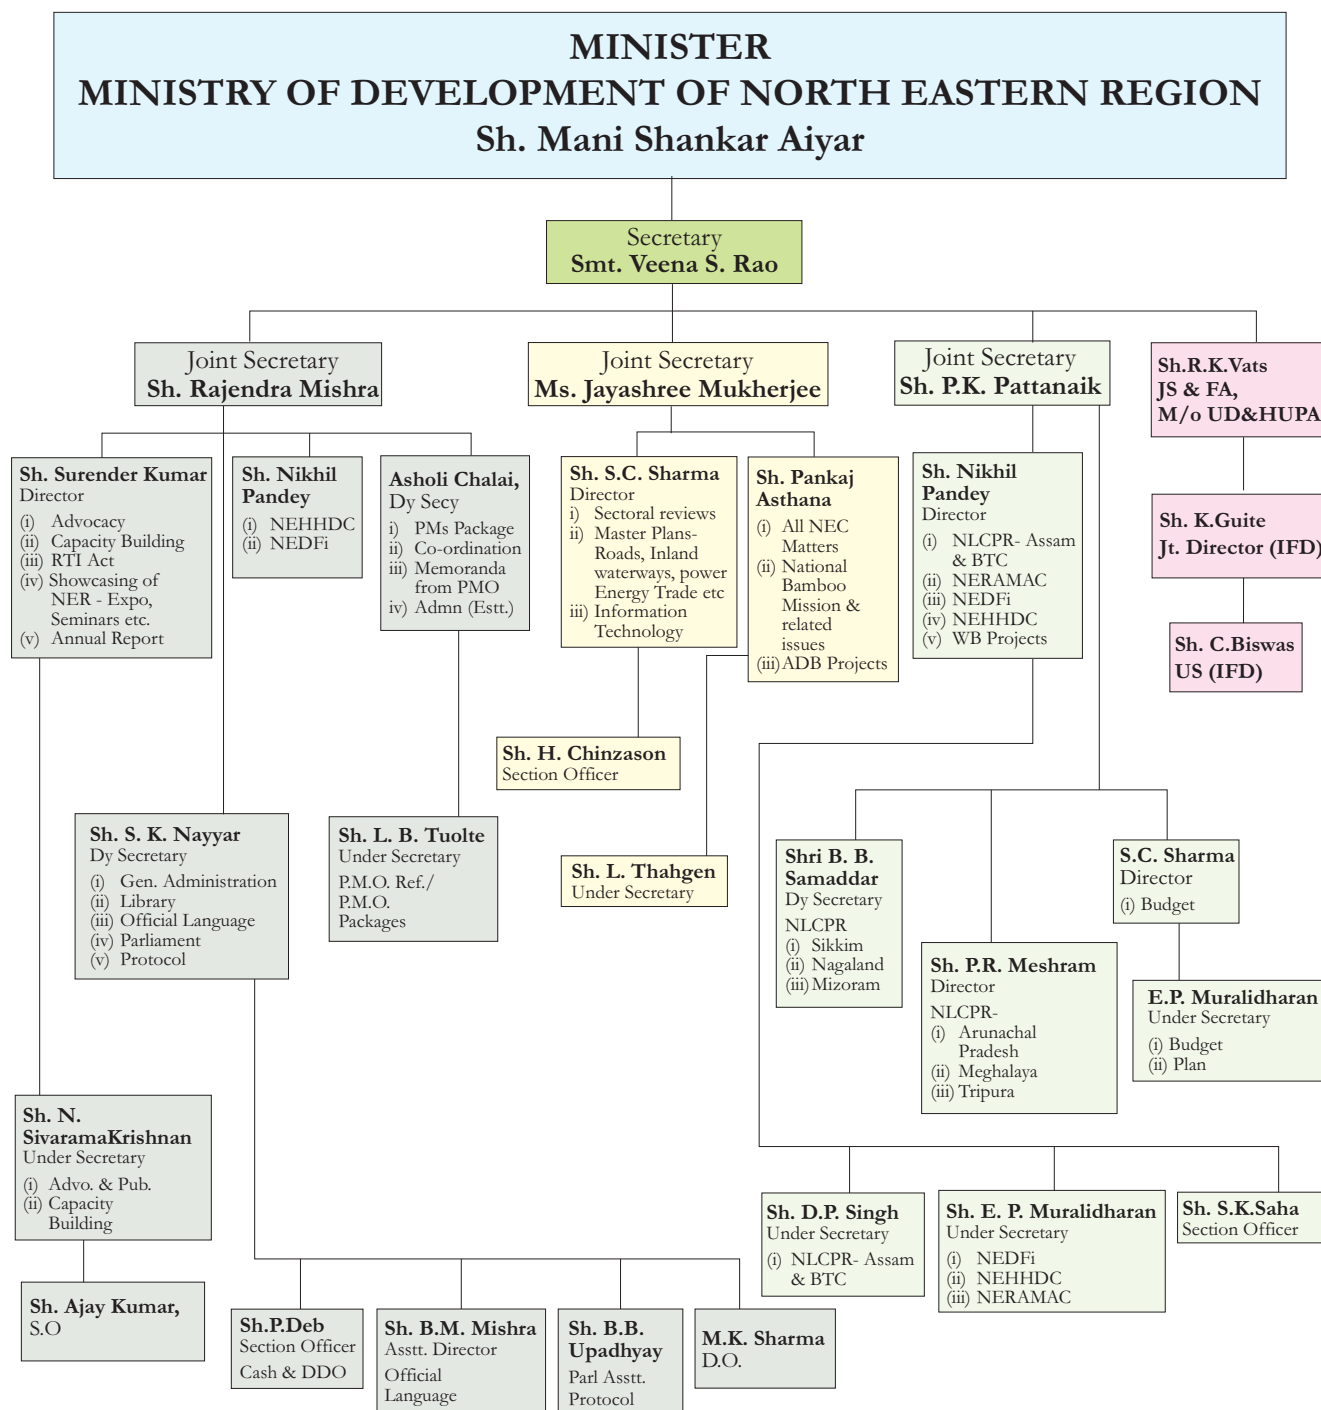 MINISTER
MINISTRY OF DEVELOPMENT OF NORTH EASTERN REGION
Sh. Mani Shankar Aiyar
Secretary
Smt. Veena S. Rao
Joint Secretary
Sh. Rajendra Mishra
Joint Secretary
Ms. Jayashree Mukherjee
Joint Secretary
Sh. P.K. Pattanaik
Sh.R.K.Vats
JS & FA,
M/o UD&HUPA
Sh. Surender Kumar
Director
(i) Advocacy
(ii) Capacity Building
(iii) RTI Act
(iv) Showcasing of
NER - Expo,
Seminars etc.
(v) Annual Report
Sh. Nikhil
Pandey
(i) NEHHDC
(ii) NEDFi
Asholi Chalai,
Dy Secy
i) PMs Package
ii) Co-ordination
iii) Memoranda
from PMO
iv) Admn (Estt.)
Sh. S.C. Sharma
Director
i) Sectoral reviews
ii) Master Plans-
Roads, Inland
waterways, power
Energy Trade etc
iii) Information
Technology
Sh. Pankaj
Asthana
(i) All NEC
Matters
(ii) National
Bamboo
Mission &
related
issues
(iii) ADB Projects
Sh. Nikhil
Pandey
Director
(i) NLCPR- Assam
& BTC
(ii) NERAMAC
(iii) NEDFi
(iv) NEHHDC
(v) WB Projects
Sh. K.Guite
Jt. Director (IFD)
Sh. C.Biswas
US (IFD)
Sh. H. Chinzason
Section Officer
Sh. S. K. Nayyar
Dy Secretary
(i) Gen. Administration
(ii) Library
(iii) Official Language
(iv) Parliament
(v) Protocol
Sh. L. B. Tuolte
Under Secretary
P.M.O. Ref./
P.M.O.
Packages
Sh. L. Thahgen
Under Secretary
Shri B. B.
Samaddar
Dy Secretary
NLCPR
(i) Sikkim
(ii) Nagaland
(iii) Mizoram
S.C. Sharma
Director
(i) Budget
Sh. P.R. Meshram
Director
NLCPR-
(i) Arunachal
Pradesh
(ii) Meghalaya
(iii) Tripura
E.P. Muralidharan
Under Secretary
(i) Budget
(ii) Plan
Sh. N.
SivaramaKrishnan
Under Secretary
(i) Advo. & Pub.
(ii) Capacity
Building
Sh. D.P. Singh
Under Secretary
(i) NLCPR- Assam
& BTC
Sh. E. P. Muralidharan
Under Secretary
(i) NEDFi
(ii) NEHHDC
(iii) NERAMAC
Sh. S.K.Saha
Section Officer
Sh. Ajay Kumar,
S.O
Sh.P.Deb
Section Officer
Cash & DDO
Sh. B.M. Mishra
Asstt. Director
Official
Language
Sh. B.B.
Upadhyay
Parl Asstt.
Protocol
M.K. Sharma
D.O.